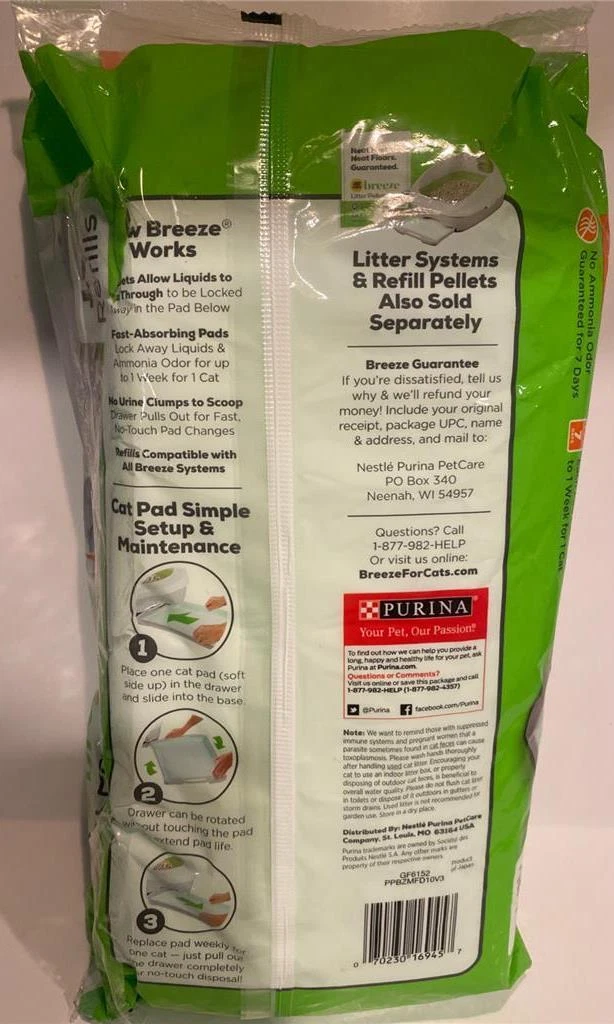 Neat
Neat Floors.
Guaranteed.
breeze
w Breeze®
Works
ets Allow Liquids to
Through to be Locked
Away in the Pad Below
Fast-Absorbing Pads
Lock Away Liquids &
Ammonia Odor for up
to 1 Week for 1 Cat
No Urine Clumps to Scoop
Drawer Pulls Out for Fast,
No-Touch Pad Changes
Refills Compatible with
All Breeze Systems
Cat Pad Simple
Setup &
Maintenance
1
Place one cat pad (soft
side up) in the drawer
and slide into the base.
2
Drawer can be rotated
out touching the pad
extend pad life.
3
Replace pad weekly for
one cat — just pull out
the drawer completely
or no-touch disposal!
Litter Systems
& Refill Pellets
Also Sold
Separately
Breeze Guarantee
If you're dissatisfied, tell us
why & we'll refund your
money! Include your original
receipt, package UPC, name
& address, and mail to:
Nestlé Purina PetCare
PO Box 340
Neenah, WI 54957
Questions? Call
1-877-982-HELP
Or visit us online:
BreezeForCats.com
PURINA®
Your Pet, Our Passion.®
To find out how we can help you provide a
long, happy and healthy life for your pet, ask
Purina at Purina.com.
Questions or Comments?
Visit us online or save this package and call
1-877-982-HELP (1-877-982-4357)
@Purina facebook.com/Purina
Note: We want to remind those with suppressed
immune systems and pregnant women that a
parasite sometimes found in cat feces can cause
toxoplasmosis. Please wash hands thoroughly
after handling used cat litter. Encouraging your
cat to use an indoor litter box, or properly
disposing of outdoor cat feces, is beneficial to
overall water quality. Please do not flush cat litter
in toilets or dispose of it outdoors in gutters or
storm drains. Used litter is not recommended for
garden use. Store in a dry place.
Distributed By: Nestlé Purina PetCare
Company, St. Louis, MO 63164 USA
Purina trademarks are owned by Société des
Produits Nestlé S.A. Any other marks are
property of their respective owners.
Product
of Japan
GF6152
PPBZMFD10V3
0 70230 16945 7
No Ammonia Odor
Guaranteed for 7 Days
7
to 1 Week for 1 Cat
Refills